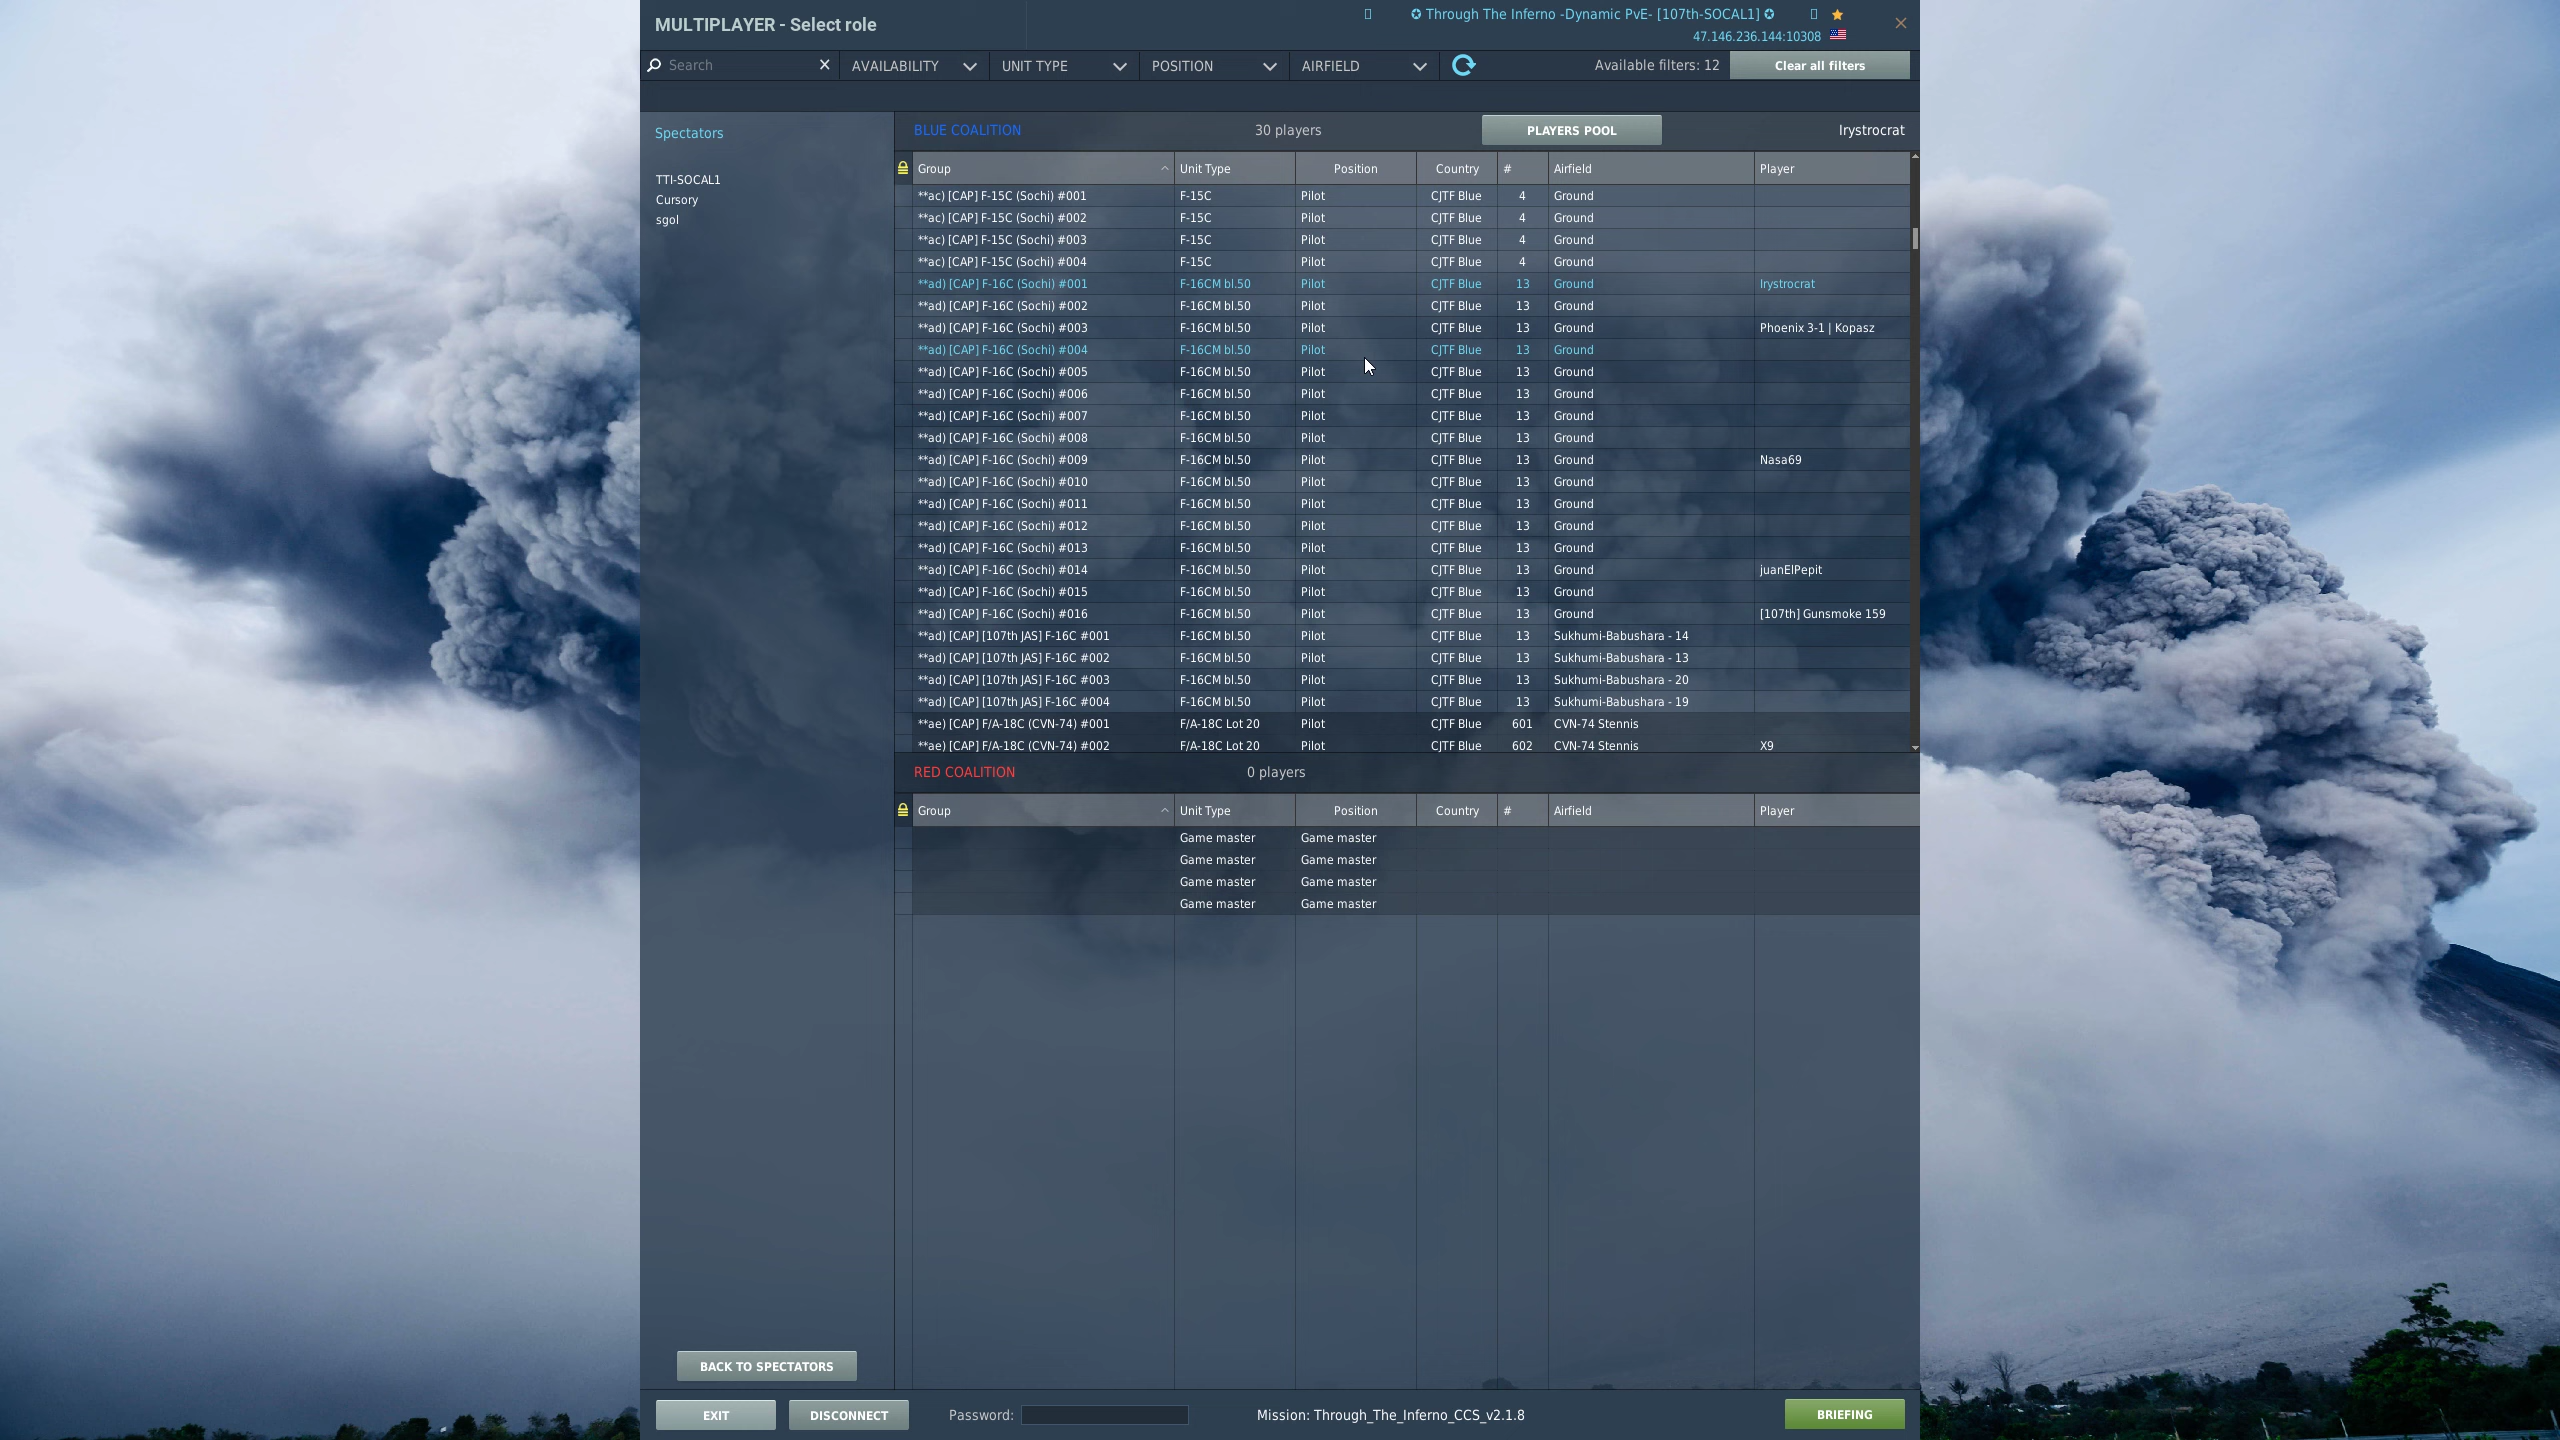 MULTIPLAYER - Select role
✪ Through The Inferno -Dynamic PvE- [107th-SOCAL1] ✪
47.146.236.144:10308
Search
AVAILABILITY
UNIT TYPE
POSITION
AIRFIELD
Available filters: 12
Clear all filters
Spectators
TTI-SOCAL1
Cursory
sgol
BLUE COALITION 30 players PLAYERS POOL Irystrocrat
Group Unit Type Position Country # Airfield Player
**ac) [CAP] F-15C (Sochi) #001 F-15C Pilot CJTF Blue 4 Ground
**ac) [CAP] F-15C (Sochi) #002 F-15C Pilot CJTF Blue 4 Ground
**ac) [CAP] F-15C (Sochi) #003 F-15C Pilot CJTF Blue 4 Ground
**ac) [CAP] F-15C (Sochi) #004 F-15C Pilot CJTF Blue 4 Ground
**ad) [CAP] F-16C (Sochi) #001 F-16CM bl.50 Pilot CJTF Blue 13 Ground Irystrocrat
**ad) [CAP] F-16C (Sochi) #002 F-16CM bl.50 Pilot CJTF Blue 13 Ground
**ad) [CAP] F-16C (Sochi) #003 F-16CM bl.50 Pilot CJTF Blue 13 Ground Phoenix 3-1 | Kopasz
**ad) [CAP] F-16C (Sochi) #004 F-16CM bl.50 Pilot CJTF Blue 13 Ground
**ad) [CAP] F-16C (Sochi) #005 F-16CM bl.50 Pilot CJTF Blue 13 Ground
**ad) [CAP] F-16C (Sochi) #006 F-16CM bl.50 Pilot CJTF Blue 13 Ground
**ad) [CAP] F-16C (Sochi) #007 F-16CM bl.50 Pilot CJTF Blue 13 Ground
**ad) [CAP] F-16C (Sochi) #008 F-16CM bl.50 Pilot CJTF Blue 13 Ground
**ad) [CAP] F-16C (Sochi) #009 F-16CM bl.50 Pilot CJTF Blue 13 Ground Nasa69
**ad) [CAP] F-16C (Sochi) #010 F-16CM bl.50 Pilot CJTF Blue 13 Ground
**ad) [CAP] F-16C (Sochi) #011 F-16CM bl.50 Pilot CJTF Blue 13 Ground
**ad) [CAP] F-16C (Sochi) #012 F-16CM bl.50 Pilot CJTF Blue 13 Ground
**ad) [CAP] F-16C (Sochi) #013 F-16CM bl.50 Pilot CJTF Blue 13 Ground
**ad) [CAP] F-16C (Sochi) #014 F-16CM bl.50 Pilot CJTF Blue 13 Ground juanElPepit
**ad) [CAP] F-16C (Sochi) #015 F-16CM bl.50 Pilot CJTF Blue 13 Ground
**ad) [CAP] F-16C (Sochi) #016 F-16CM bl.50 Pilot CJTF Blue 13 Ground [107th] Gunsmoke 159
**ad) [CAP] [107th JAS] F-16C #001 F-16CM bl.50 Pilot CJTF Blue 13 Sukhumi-Babushara - 14
**ad) [CAP] [107th JAS] F-16C #002 F-16CM bl.50 Pilot CJTF Blue 13 Sukhumi-Babushara - 13
**ad) [CAP] [107th JAS] F-16C #003 F-16CM bl.50 Pilot CJTF Blue 13 Sukhumi-Babushara - 20
**ad) [CAP] [107th JAS] F-16C #004 F-16CM bl.50 Pilot CJTF Blue 13 Sukhumi-Babushara - 19
**ae) [CAP] F/A-18C (CVN-74) #001 F/A-18C Lot 20 Pilot CJTF Blue 601 CVN-74 Stennis
**ae) [CAP] F/A-18C (CVN-74) #002 F/A-18C Lot 20 Pilot CJTF Blue 602 CVN-74 Stennis X9
RED COALITION 0 players
Group Unit Type Position Country # Airfield Player
Game master Game master
Game master Game master
Game master Game master
Game master Game master
BACK TO SPECTATORS
EXIT DISCONNECT Password: Mission: Through_The_Inferno_CCS_v2.1.8 BRIEFING